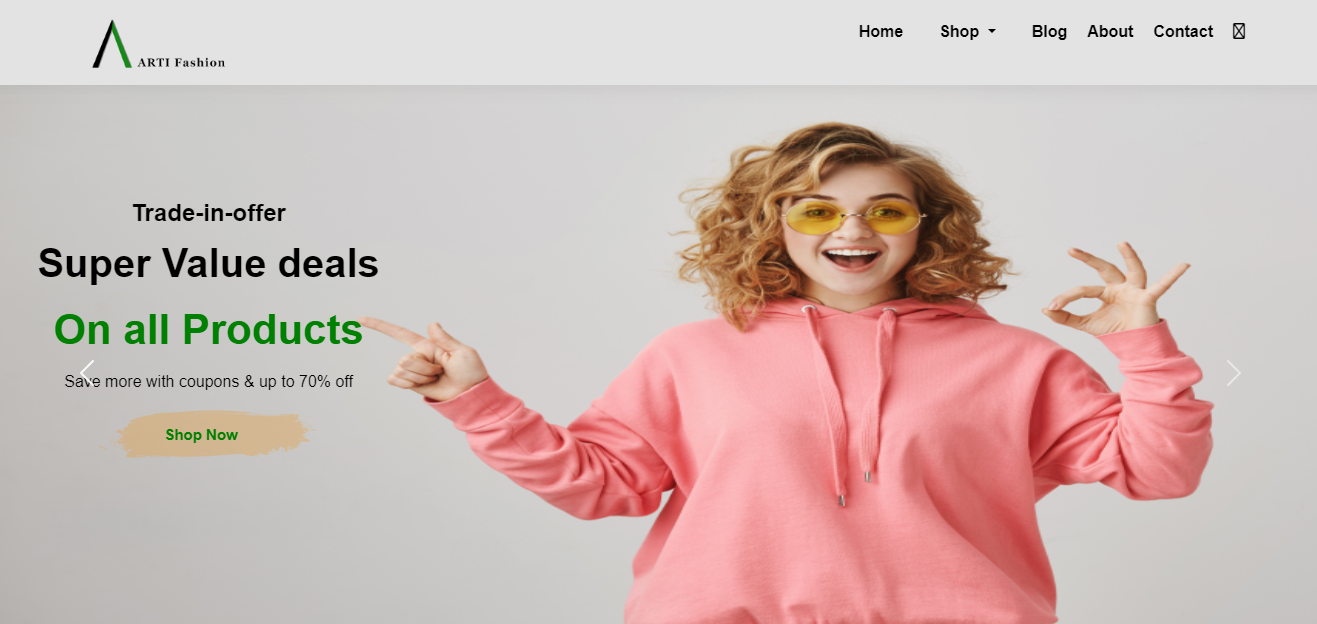 ARTI Fashion
Home Shop Blog About Contact
Trade-in-offer
Super Value deals
On all Products
Save more with coupons & up to 70% off
Shop Now